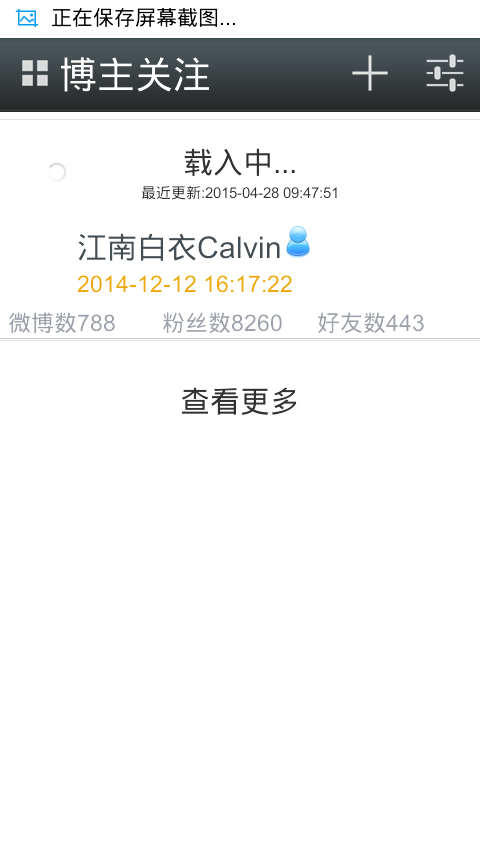 正在保存屏幕截图...
博主关注
载入中...
最近更新:2015-04-28 09:47:51
江南白衣Calvin
2014-12-12 16:17:22
微博数788 粉丝数8260 好友数443
查看更多